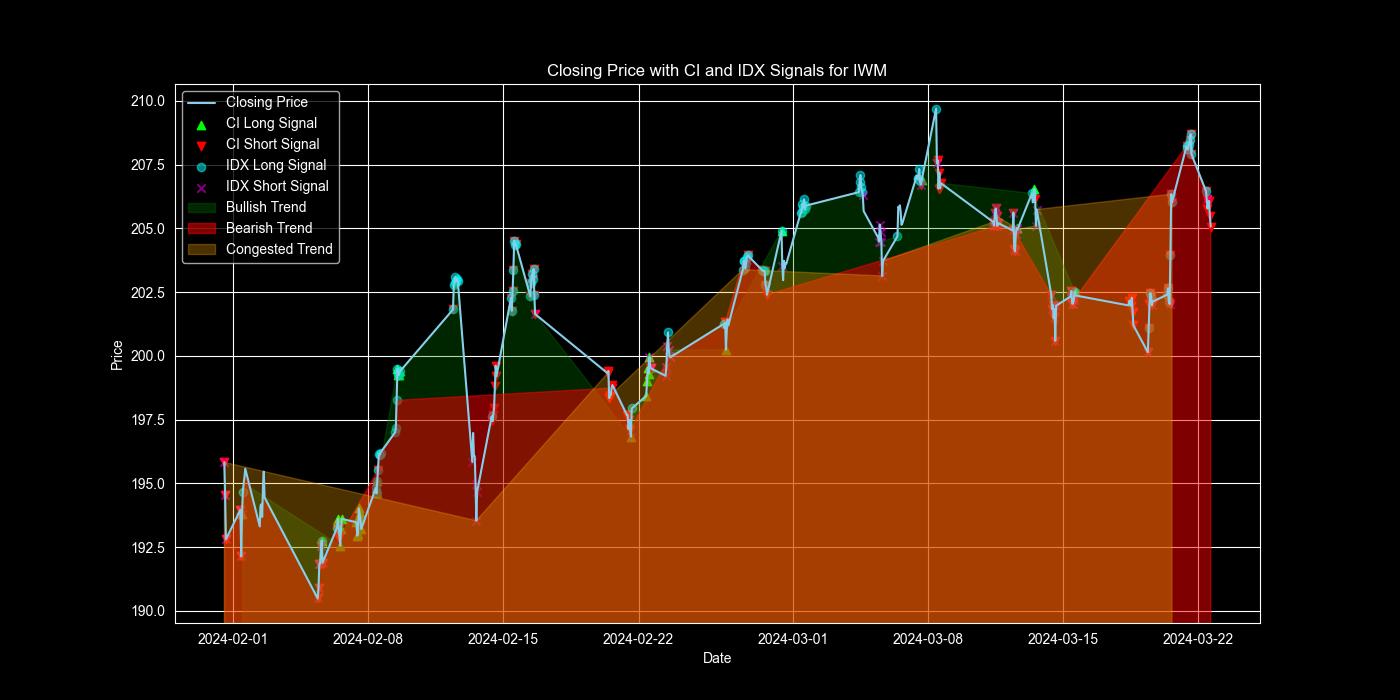 Closing Price with CI and IDX Signals for IWM
Closing Price
CI Long Signal
CI Short Signal
IDX Long Signal
IDX Short Signal
Bullish Trend
Bearish Trend
Congested Trend
210.0
207.5
205.0
202.5
200.0
197.5
195.0
192.5
190.0
Price
2024-02-01 2024-02-08 2024-02-15 2024-02-22 2024-03-01 2024-03-08 2024-03-15 2024-03-22
Date